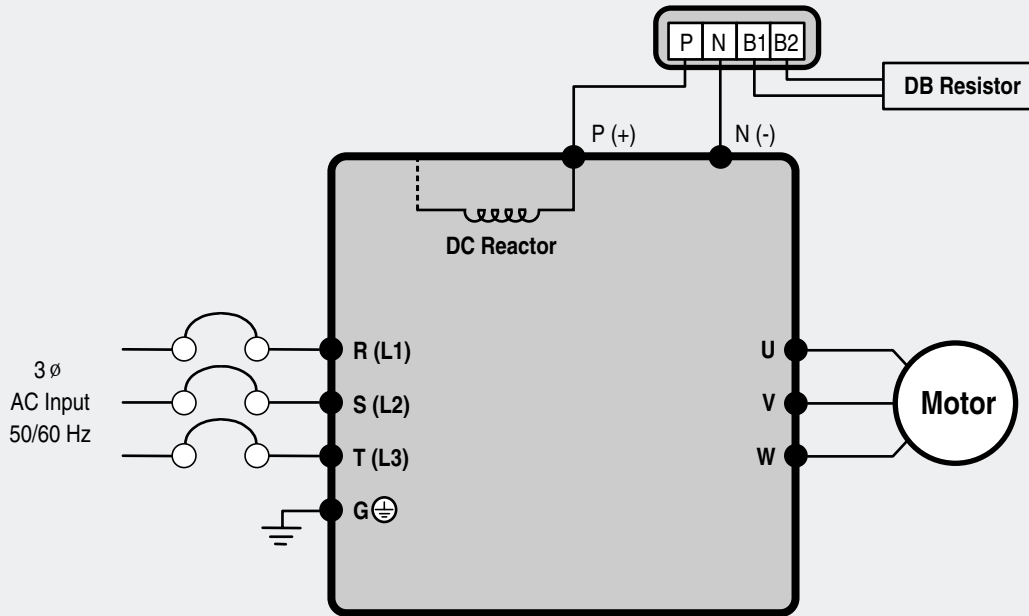 P N B1 B2
DB Resistor
P (+) N (-)
DC Reactor
3 ø
AC Input
50/60 Hz
R (L1)
S (L2)
T (L3)
G
U
V
W
Motor